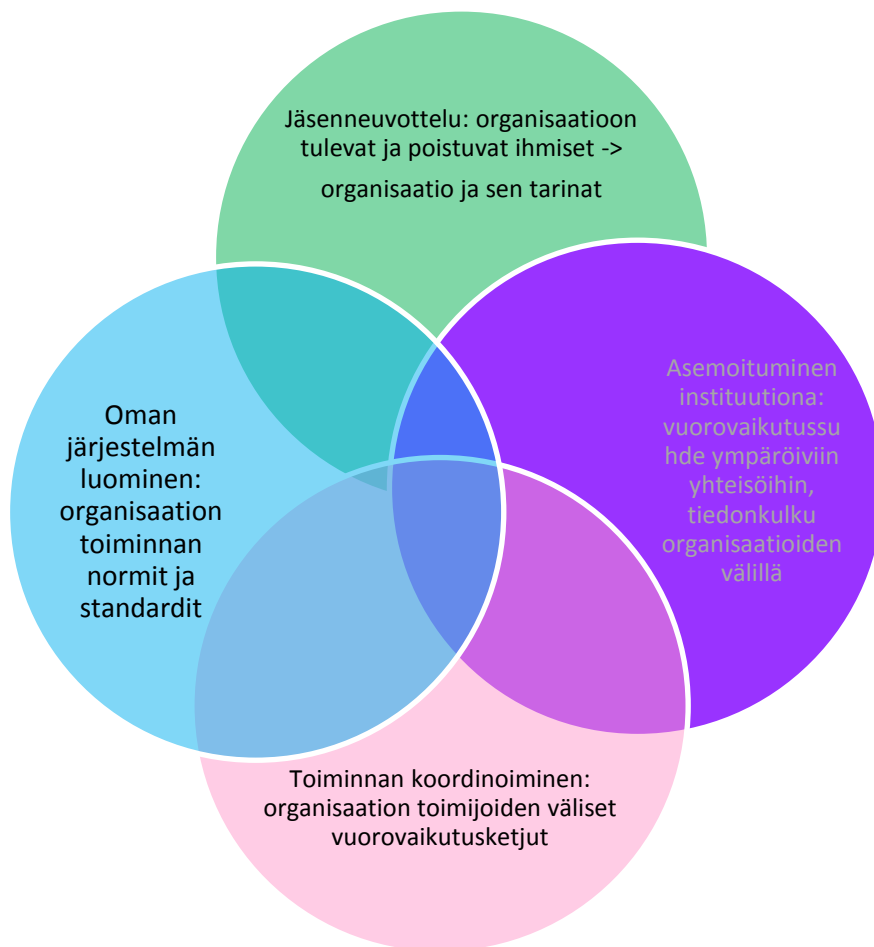 Jäsenneuvottelu: organisaatioon
tulevat ja poistuvat ihmiset ->
organisaatio ja sen tarinat
Asemoituminen
instituutiona:
vuorovaikutussu
hde ympäröiviin
yhteisöihin,
tiedonkulku
organisaatioiden
välillä
Oman
järjestelmän
luominen:
organisaation
toiminnan
normit ja
standardit
Toiminnan koordinoiminen:
organisaation toimijoiden väliset
vuorovaikutusketjut